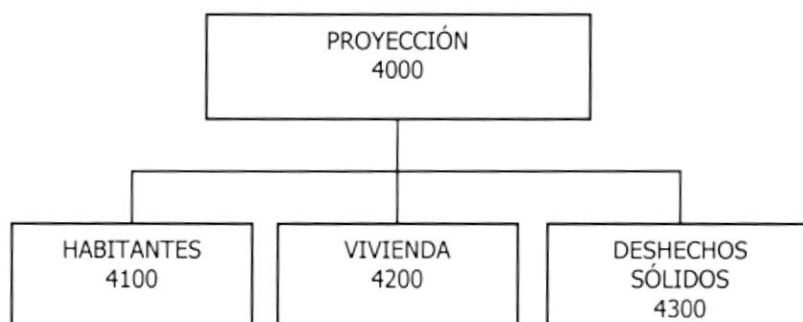 PROYECCIÓN
4000
HABITANTES
4100
VIVIENDA
4200
DESHECHOS
SÓLIDOS
4300